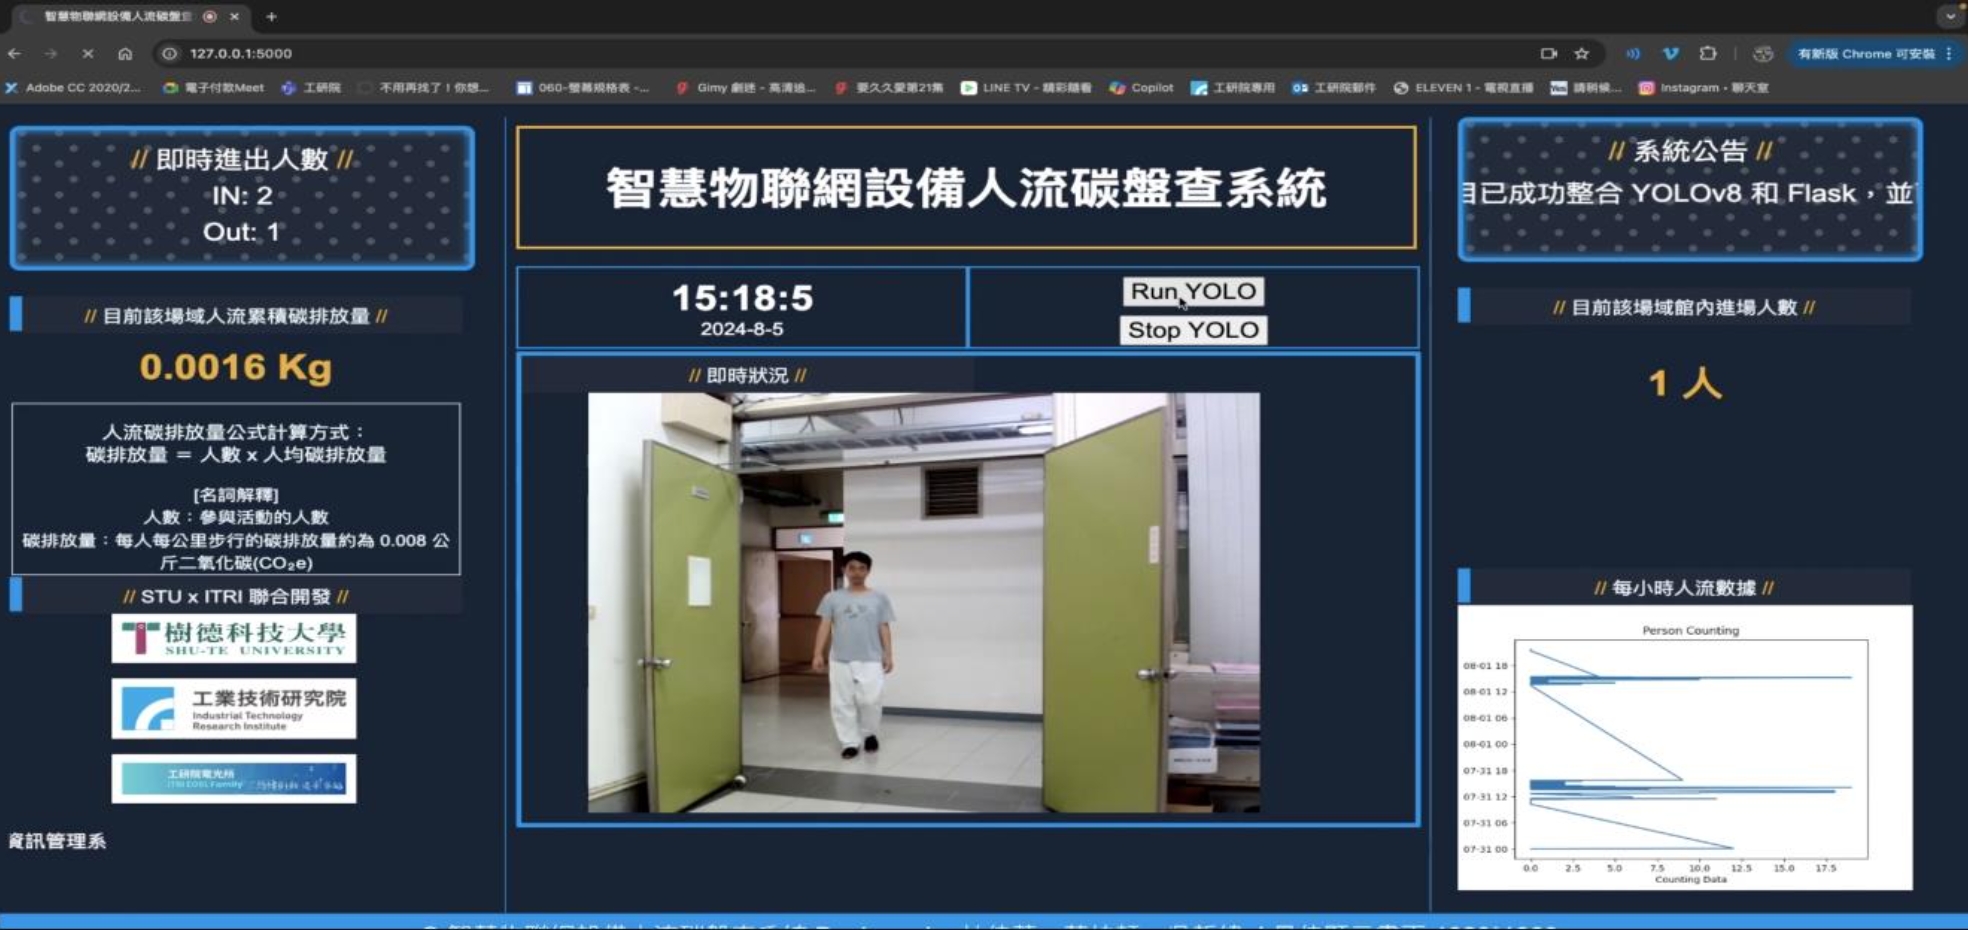 智慧物聯網設備人流碳盤查
127.0.0.1:5000
有新版 Chrome 可安裝
Adobe CC 2020/2...
電子付款Meet
工研院
不用再找了！你想...
060-螢幕規格表 -...
Gimy 劇迷 - 高清追...
要久久愛第21集
LINE TV - 精彩隨看
Copilot
工研院專用
工研院郵件
ELEVEN 1 - 電視直播
請稍候...
Instagram • 聊天室
// 即時進出人數 //
IN: 2
Out: 1
// 目前該場域人流累積碳排放量 //
0.0016 Kg
人流碳排放量公式計算方式：
碳排放量 = 人數 x 人均碳排放量
[名詞解釋]
人數：參與活動的人數
碳排放量：每人每公里步行的碳排放量約為 0.008 公
斤二氧化碳(CO₂e)
// STU x ITRI 聯合開發 //
樹德科技大學
SHU-TE UNIVERSITY
工業技術研究院
Industrial Technology
Research Institute
工研院電光所
ITRI EOSL Family
資訊管理系
智慧物聯網設備人流碳盤查系統
15:18:5
2024-8-5
Run YOLO
Stop YOLO
// 即時狀況 //
// 系統公告 //
目已成功整合 YOLOv8 和 Flask，並
// 目前該場域館內進場人數 //
1 人
// 每小時人流數據 //
Person Counting
08-01 18
08-01 12
08-01 06
08-01 00
07-31 18
07-31 12
07-31 06
07-31 00
0.0 2.5 5.0 7.5 10.0 12.5 15.0 17.5
Counting Data